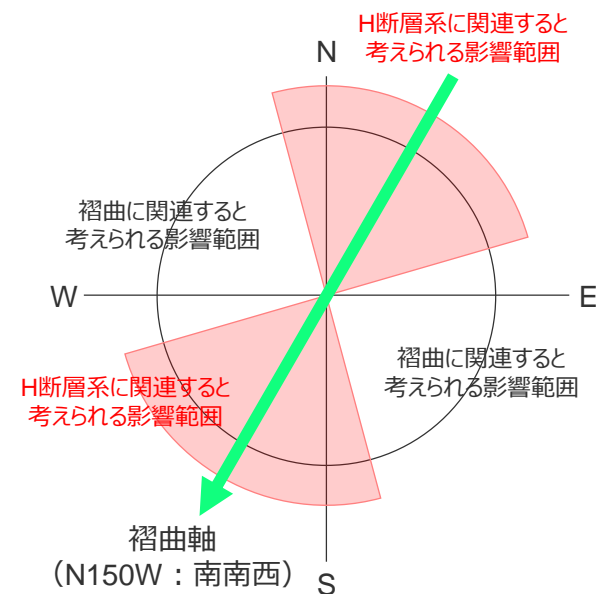 H断層系に関連すると
考えられる影響範囲
N
褶曲に関連すると
考えられる影響範囲
W
E
褶曲に関連すると
考えられる影響範囲
H断層系に関連すると
考えられる影響範囲
褶曲軸
（N150W：南南西）
S